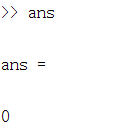 >> ans
ans =
0